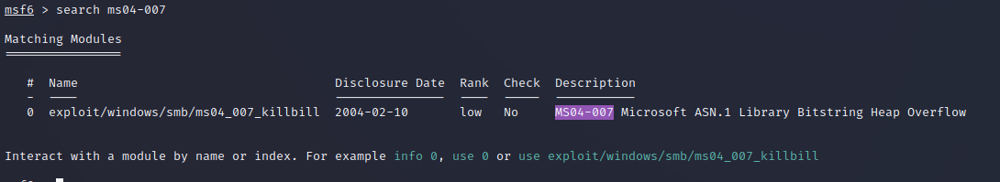 msf6 > search ms04-007
Matching Modules
================
# Name Disclosure Date Rank Check Description
- ---- --------------- ---- ----- -----------
0 exploit/windows/smb/ms04_007_killbill 2004-02-10 low No MS04-007 Microsoft ASN.1 Library Bitstring Heap Overflow
Interact with a module by name or index. For example info 0, use 0 or use exploit/windows/smb/ms04_007_killbill